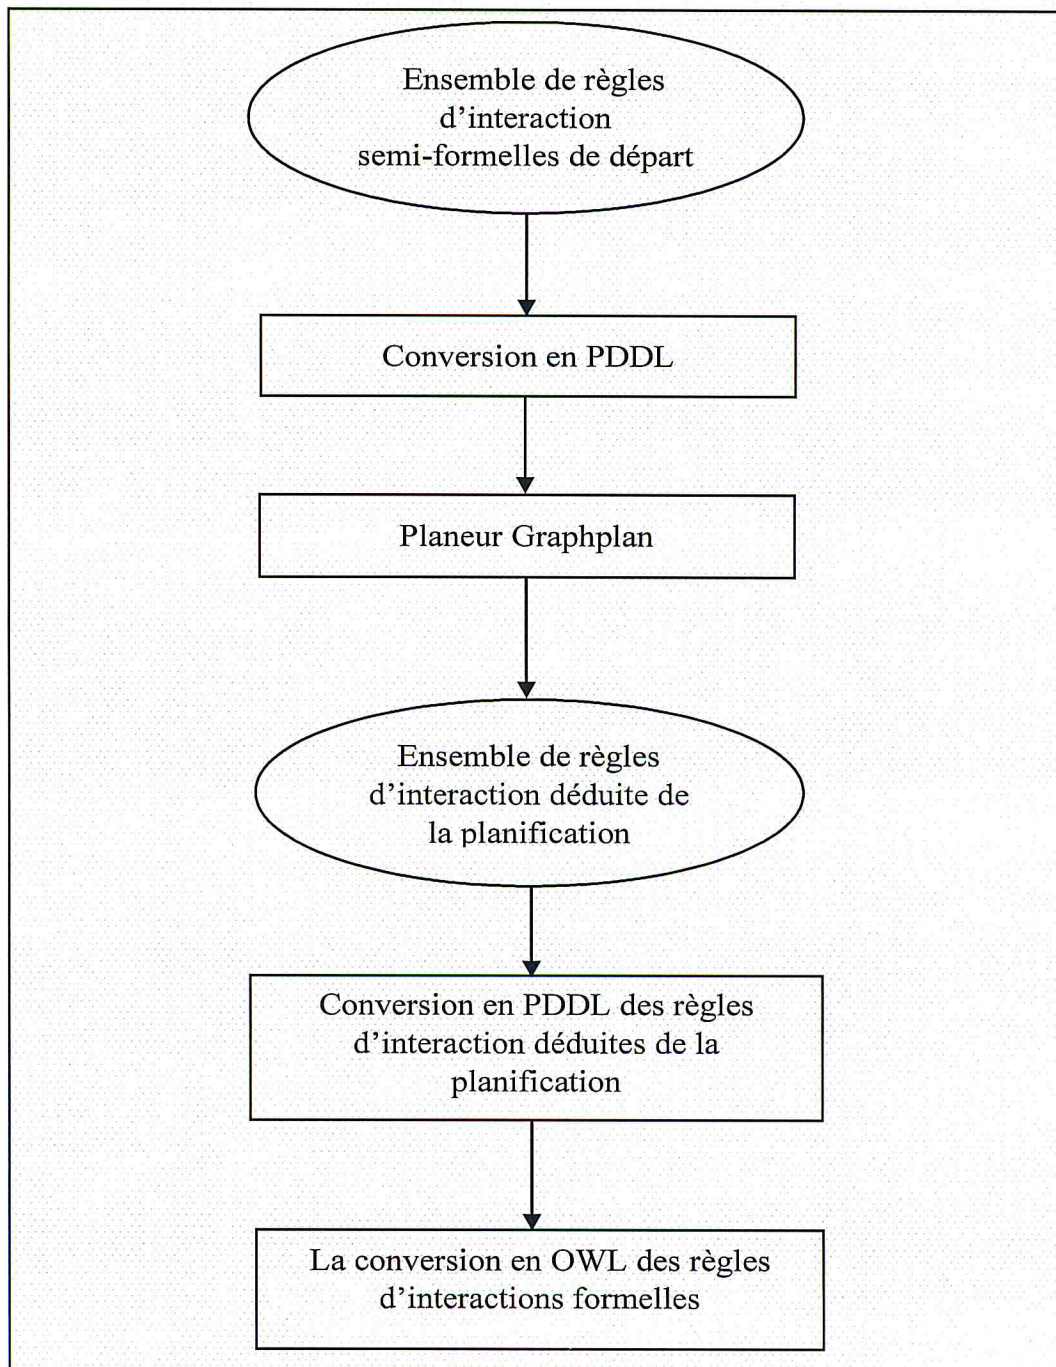 Ensemble de règles
d’interaction
semi-formelles de départ
Conversion en PDDL
Planeur Graphplan
Ensemble de règles
d’interaction déduite de
la planification
Conversion en PDDL des règles
d’interaction déduites de la
planification
La conversion en OWL des règles
d’interactions formelles